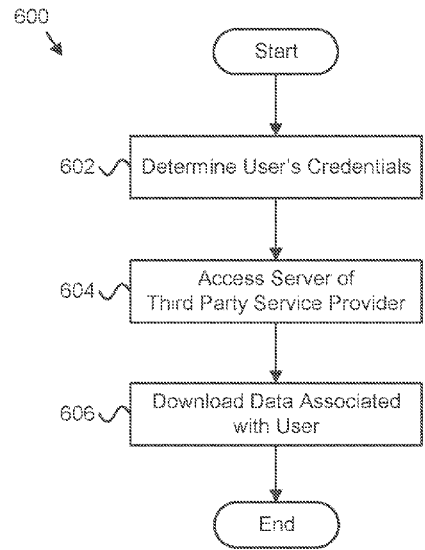 600
Start
602
Determine User's Credentials
604
Access Server of
Third Party Service Provider
606
Download Data Associated
with User
End